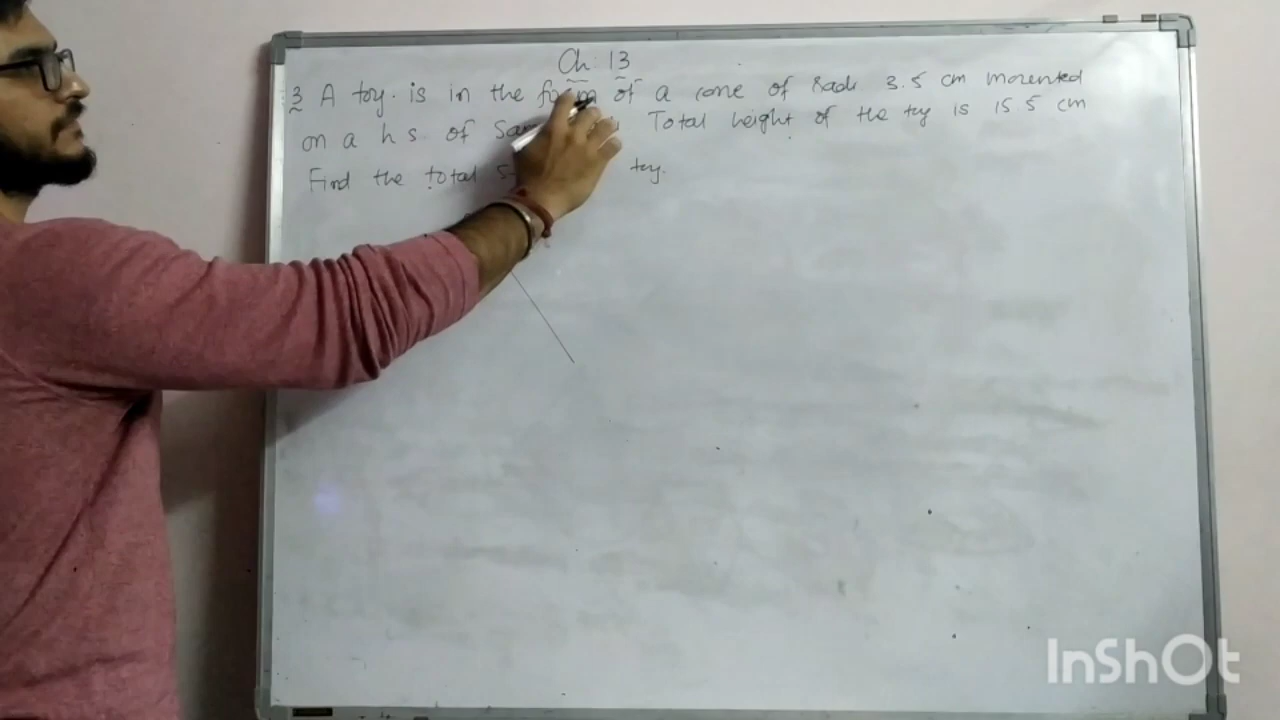 Ch: 13
3 A toy. is in the form of a cone of radi 3.5 cm mounted
on a h s. of Total height of the toy is 15.5 cm
Find the total toy.
InShOt